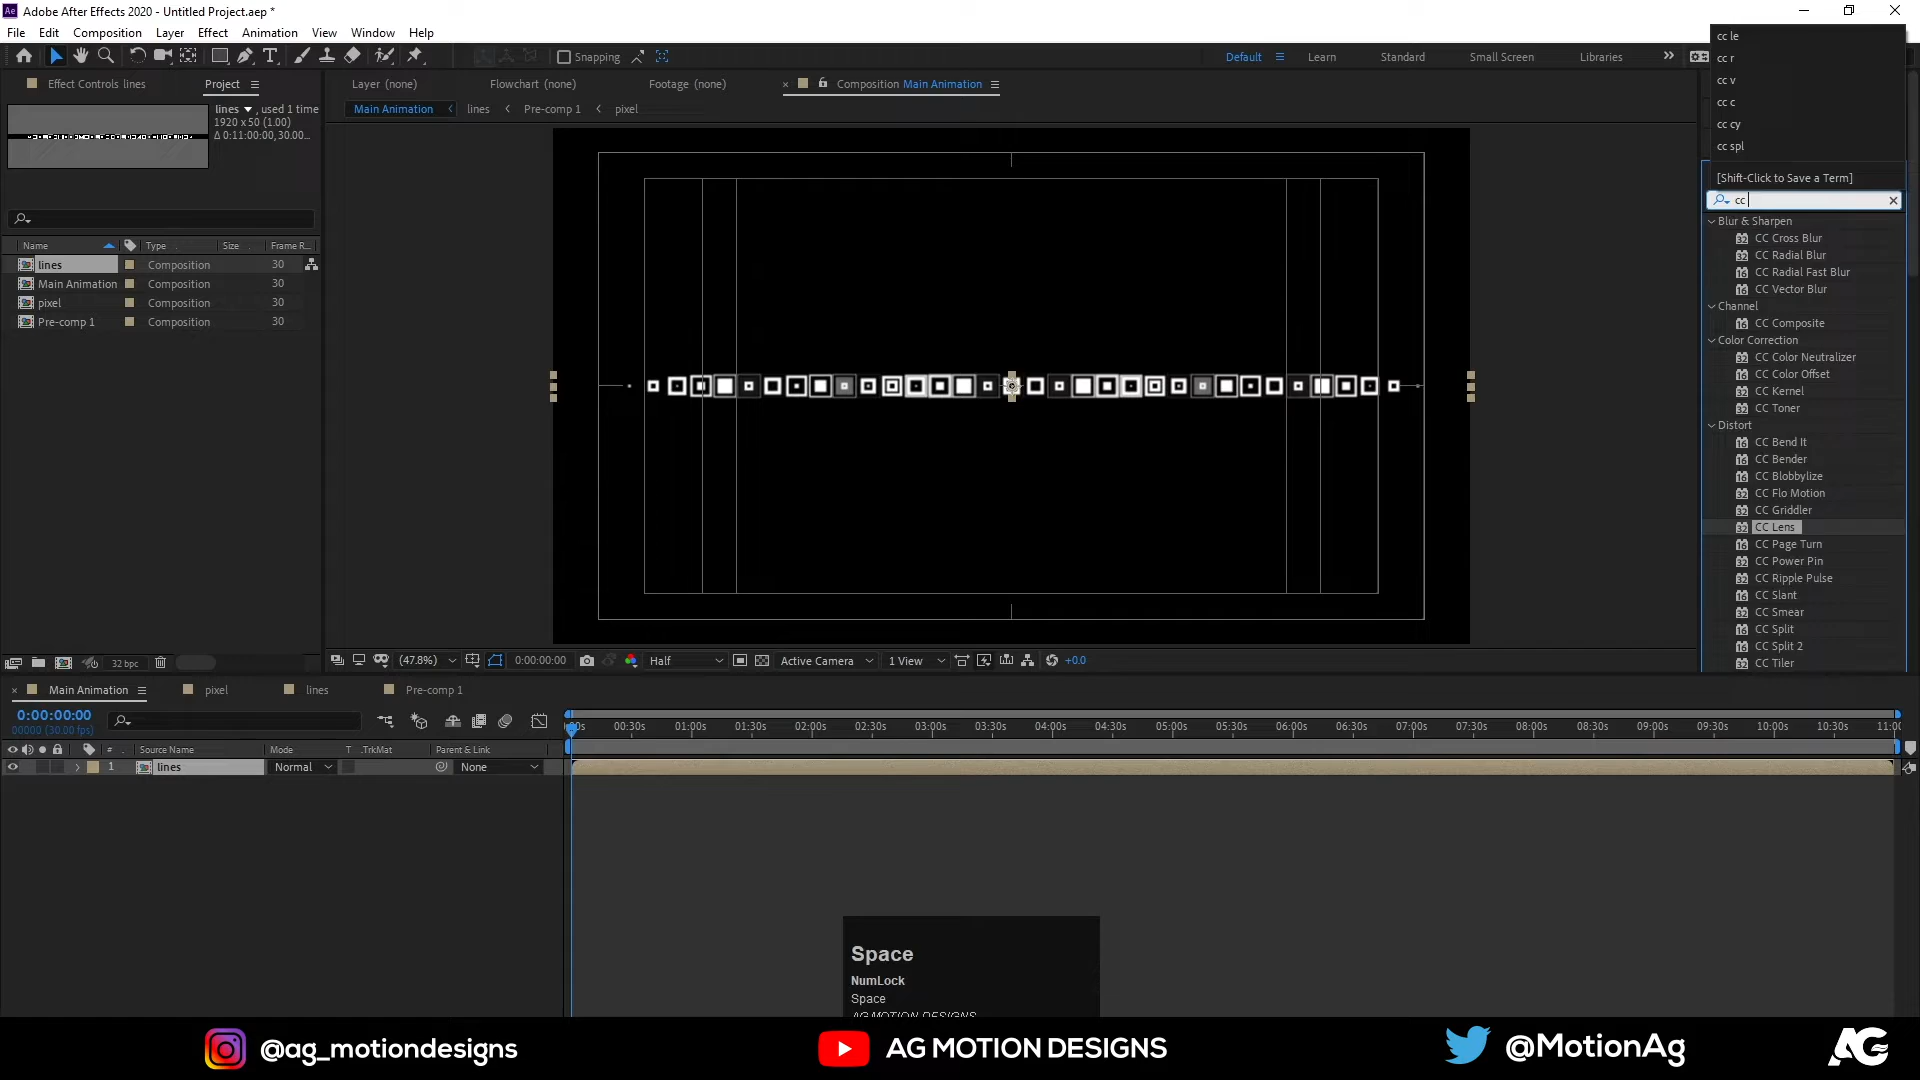 Adobe After Effects 2020 - Untitled Project.aep *
File Edit Composition Layer Effect Animation View Window Help
Snapping
Default Learn Standard Small Screen Libraries
Effect Controls lines Project
Layer (none) Flowchart (none) Footage (none) Composition Main Animation
Main Animation lines Pre-comp 1 pixel
lines , used 1 time
1920 x 50 (1.00)
Δ 0:11:00:00, 30.00...
Name Type Size Frame R...
lines Composition 30
Main Animation Composition 30
pixel Composition 30
Pre-comp 1 Composition 30
32 bpc
(47.8%) 0:00:00:00 Half Active Camera 1 View +0.0
cc le
cc r
cc v
cc c
cc cy
cc spl
[Shift-Click to Save a Term]
cc
Blur & Sharpen
CC Cross Blur
CC Radial Blur
CC Radial Fast Blur
CC Vector Blur
Channel
CC Composite
Color Correction
CC Color Neutralizer
CC Color Offset
CC Kernel
CC Toner
Distort
CC Bend It
CC Bender
CC Blobbylize
CC Flo Motion
CC Griddler
CC Lens
CC Page Turn
CC Power Pin
CC Ripple Pulse
CC Slant
CC Smear
CC Split
CC Split 2
CC Tiler
Main Animation pixel lines Pre-comp 1
0:00:00:00
00000 (30.00 fps)
00:30s 01:00s 01:30s 02:00s 02:30s 03:00s 03:30s 04:00s 04:30s 05:00s 05:30s 06:00s 06:30s 07:00s 07:30s 08:00s 08:30s 09:00s 09:30s 10:00s 10:30s 11:00
# Source Name Mode T .TrkMat Parent & Link
1 lines Normal None
Space
NumLock
Space
AG MOTION DESIGNS
@ag_motiondesigns AG MOTION DESIGNS @MotionAg AG